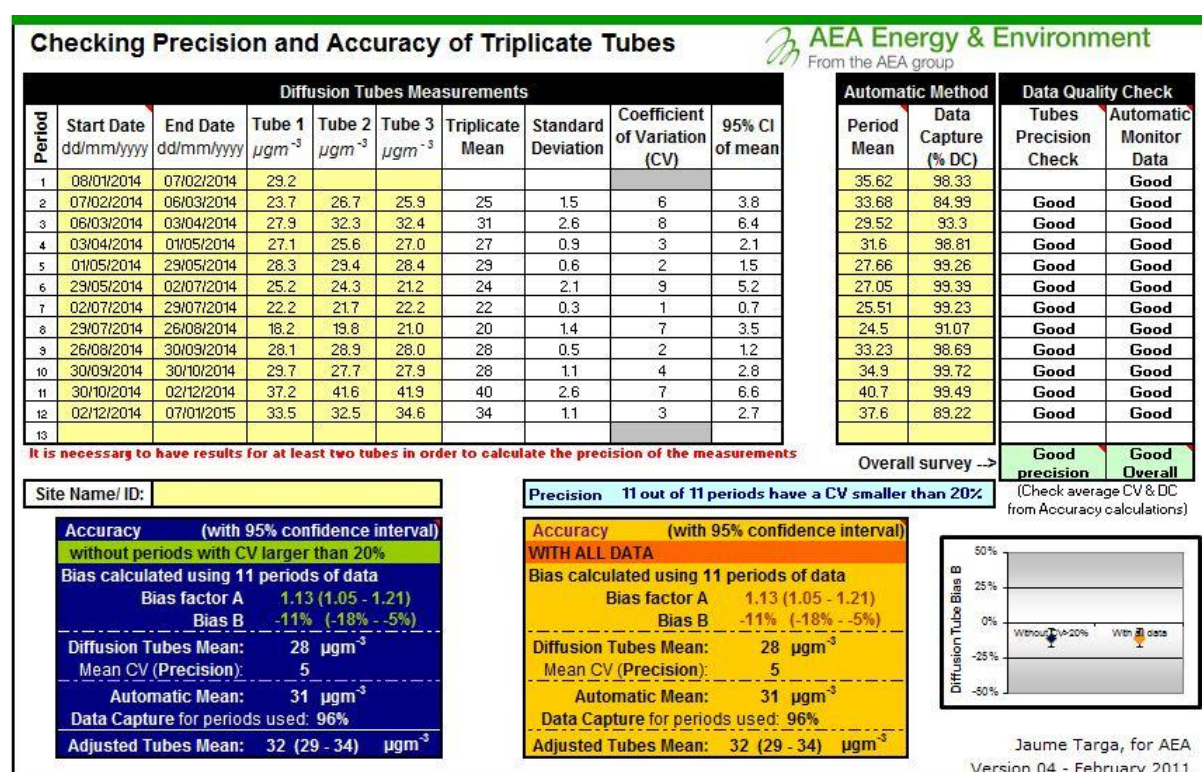 Checking Precision and Accuracy of Triplicate Tubes
AEA Energy & Environment
From the AEA group
Diffusion Tubes Measurements
Automatic Method
Data Quality Check
Period Start Date dd/mm/yyyy End Date dd/mm/yyyy Tube 1 µgm-3 Tube 2 µgm-3 Tube 3 µgm-3 Triplicate Mean Standard Deviation Coefficient of Variation (CV) 95% CI of mean Period Mean Data Capture (% DC) Tubes Precision Check Automatic Monitor Data
1 08/01/2014 07/02/2014 29.2 35.62 98.33 Good
2 07/02/2014 06/03/2014 23.7 26.7 25.9 25 1.5 6 3.8 33.68 84.99 Good Good
3 06/03/2014 03/04/2014 27.9 32.3 32.4 31 2.6 8 6.4 29.52 93.3 Good Good
4 03/04/2014 01/05/2014 27.1 25.6 27.0 27 0.9 3 2.1 31.6 98.81 Good Good
5 01/05/2014 29/05/2014 28.3 29.4 28.4 29 0.6 2 1.5 27.66 99.26 Good Good
6 29/05/2014 02/07/2014 25.2 24.3 21.2 24 2.1 9 5.2 27.05 99.39 Good Good
7 02/07/2014 29/07/2014 22.2 21.7 22.2 22 0.3 1 0.7 25.51 99.23 Good Good
8 29/07/2014 26/08/2014 18.2 19.8 21.0 20 1.4 7 3.5 24.5 91.07 Good Good
9 26/08/2014 30/09/2014 28.1 28.9 28.0 28 0.5 2 1.2 33.23 98.69 Good Good
10 30/09/2014 30/10/2014 29.7 27.7 27.9 28 1.1 4 2.8 34.9 99.72 Good Good
11 30/10/2014 02/12/2014 37.2 41.6 41.9 40 2.6 7 6.6 40.7 99.49 Good Good
12 02/12/2014 07/01/2015 33.5 32.5 34.6 34 1.1 3 2.7 37.6 89.22 Good Good
13
It is necessary to have results for at least two tubes in order to calculate the precision of the measurements
Overall survey --> Good precision Good Overall
(Check average CV & DC from Accuracy calculations)
Site Name/ ID:
Precision 11 out of 11 periods have a CV smaller than 20%
Accuracy (with 95% confidence interval)
without periods with CV larger than 20%
Bias calculated using 11 periods of data
Bias factor A 1.13 (1.05 - 1.21)
Bias B -11% (-18% - -5%)
Diffusion Tubes Mean: 28 µgm-3
Mean CV (Precision): 5
Automatic Mean: 31 µgm-3
Data Capture for periods used: 96%
Adjusted Tubes Mean: 32 (29 - 34) µgm-3
Accuracy (with 95% confidence interval)
WITH ALL DATA
Bias calculated using 11 periods of data
Bias factor A 1.13 (1.05 - 1.21)
Bias B -11% (-18% - -5%)
Diffusion Tubes Mean: 28 µgm-3
Mean CV (Precision): 5
Automatic Mean: 31 µgm-3
Data Capture for periods used: 96%
Adjusted Tubes Mean: 32 (29 - 34) µgm-3
Diffusion Tube Bias B
50%
25%
0%
-25%
-50%
Without CV>20%
With all data
Jaume Targa, for AEA
Version 04 - February 2011